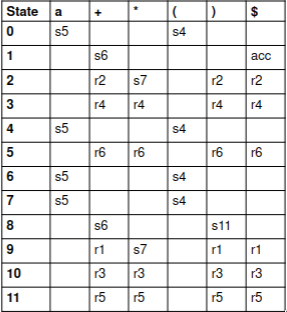 State a + * ( ) $
0 s5 s4
1 s6 acc
2 r2 s7 r2 r2
3 r4 r4 r4 r4
4 s5 s4
5 r6 r6 r6 r6
6 s5 s4
7 s5 s4
8 s6 s11
9 r1 s7 r1 r1
10 r3 r3 r3 r3
11 r5 r5 r5 r5